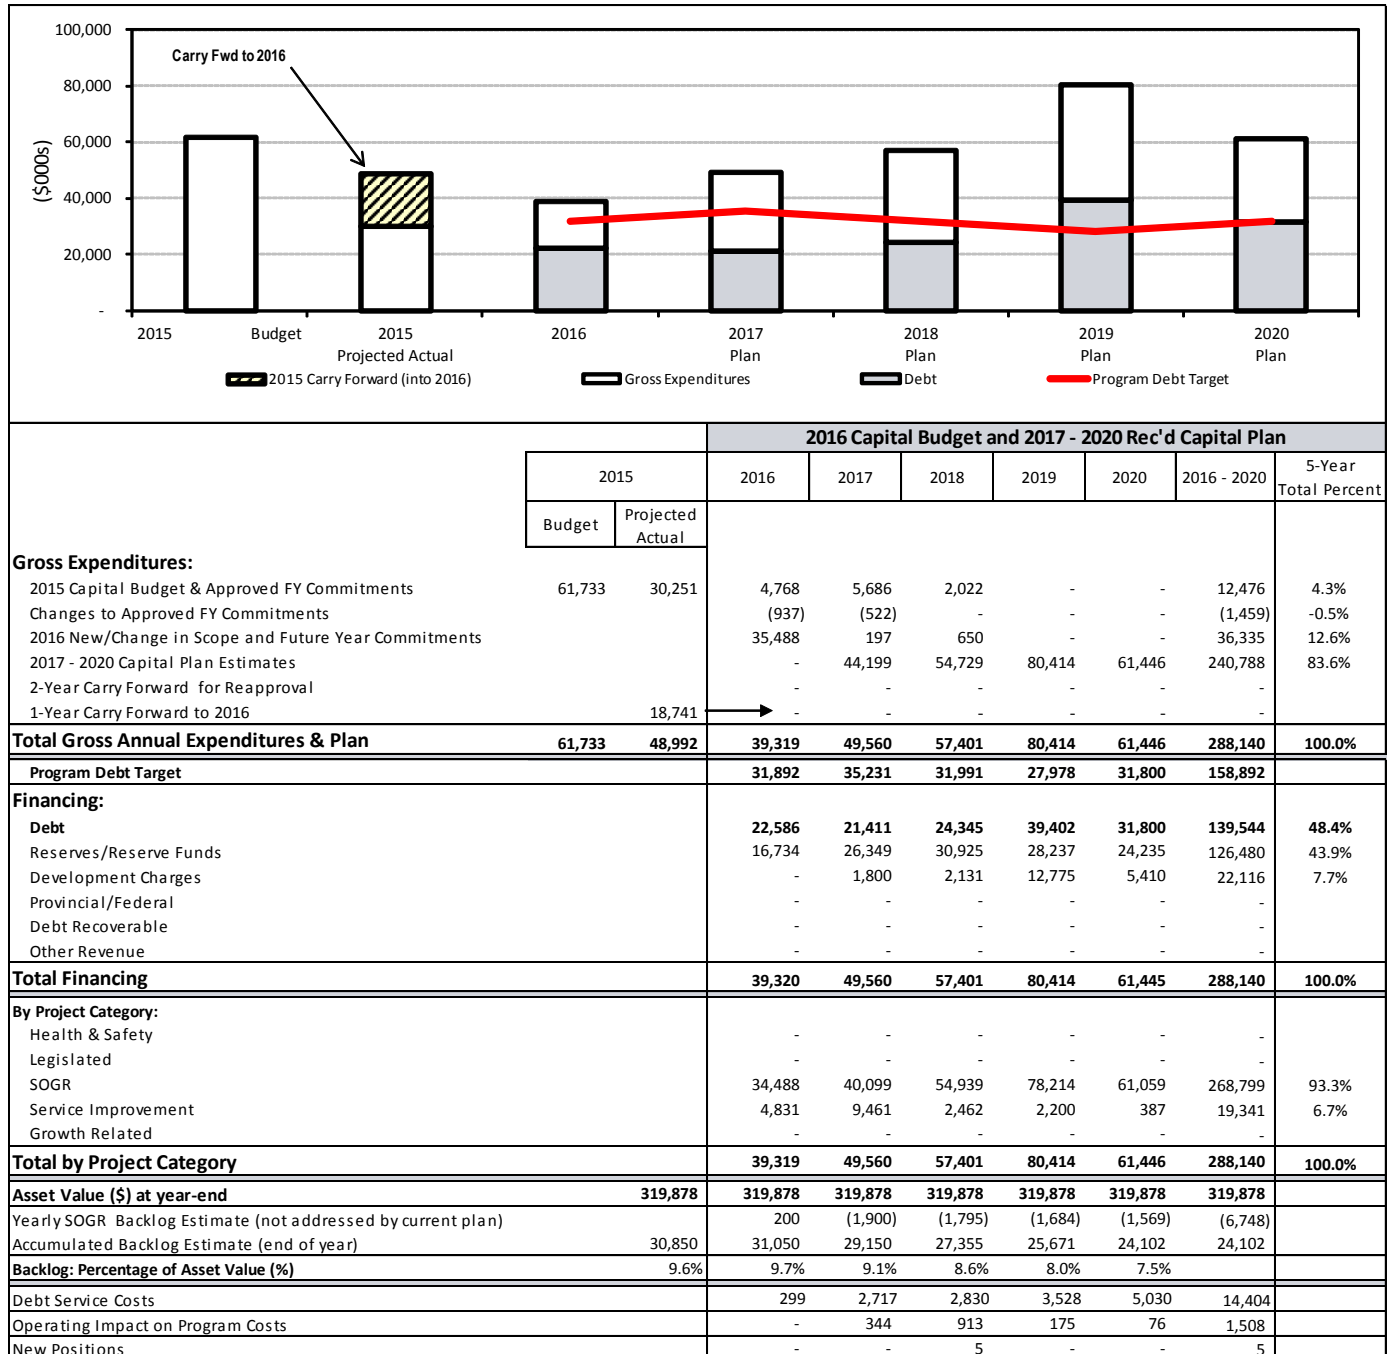 100,000
Carry Fwd to 2016
80,000
60,000
($000s)
40,000
20,000
-
2015 Budget 2015 2016 2017 2018 2019 2020
Projected Actual Plan Plan Plan Plan
2015 Carry Forward (into 2016) Gross Expenditures Debt Program Debt Target
2016 Capital Budget and 2017 - 2020 Rec'd Capital Plan
2015 2016 2017 2018 2019 2020 2016 - 2020 5-Year Total Percent
Budget Projected Actual
Gross Expenditures:
2015 Capital Budget & Approved FY Commitments 61,733 30,251 4,768 5,686 2,022 - - 12,476 4.3%
Changes to Approved FY Commitments (937) (522) - - - (1,459) -0.5%
2016 New/Change in Scope and Future Year Commitments 35,488 197 650 - - 36,335 12.6%
2017 - 2020 Capital Plan Estimates - 44,199 54,729 80,414 61,446 240,788 83.6%
2-Year Carry Forward for Reapproval - - - - - -
1-Year Carry Forward to 2016 18,741 - - - - - -
Total Gross Annual Expenditures & Plan 61,733 48,992 39,319 49,560 57,401 80,414 61,446 288,140 100.0%
Program Debt Target 31,892 35,231 31,991 27,978 31,800 158,892
Financing:
Debt 22,586 21,411 24,345 39,402 31,800 139,544 48.4%
Reserves/Reserve Funds 16,734 26,349 30,925 28,237 24,235 126,480 43.9%
Development Charges - 1,800 2,131 12,775 5,410 22,116 7.7%
Provincial/Federal - - - - - -
Debt Recoverable - - - - - -
Other Revenue - - - - - -
Total Financing 39,320 49,560 57,401 80,414 61,445 288,140 100.0%
By Project Category:
Health & Safety - - - - - -
Legislated - - - - - -
SOGR 34,488 40,099 54,939 78,214 61,059 268,799 93.3%
Service Improvement 4,831 9,461 2,462 2,200 387 19,341 6.7%
Growth Related - - - - - -
Total by Project Category 39,319 49,560 57,401 80,414 61,446 288,140 100.0%
Asset Value ($) at year-end 319,878 319,878 319,878 319,878 319,878 319,878 319,878
Yearly SOGR Backlog Estimate (not addressed by current plan) 200 (1,900) (1,795) (1,684) (1,569) (6,748)
Accumulated Backlog Estimate (end of year) 30,850 31,050 29,150 27,355 25,671 24,102 24,102
Backlog: Percentage of Asset Value (%) 9.6% 9.7% 9.1% 8.6% 8.0% 7.5%
Debt Service Costs 299 2,717 2,830 3,528 5,030 14,404
Operating Impact on Program Costs - 344 913 175 76 1,508
New Positions - - 5 - - 5